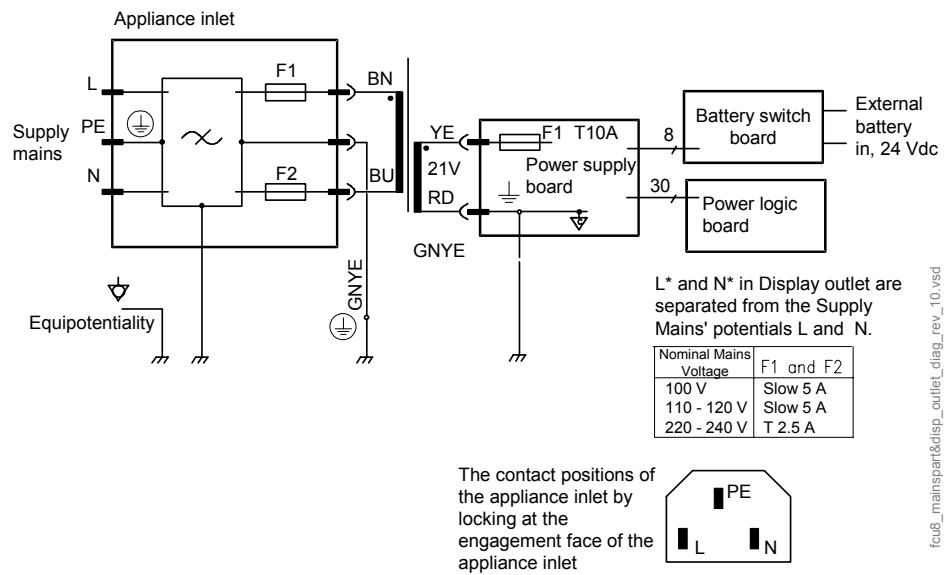 Appliance inlet
F1
BN
L
PE
Supply
mains
N
F2
BU
YE
21V
RD
GNYE
GNYE
F1 T10A
Power supply
board
8
30
Battery switch
board
External
battery
in, 24 Vdc
Power logic
board
Equipotentiality
L* and N* in Display outlet are
separated from the Supply
Mains' potentials L and N.
Nominal Mains
Voltage
F1 and F2
100 V Slow 5 A
110 - 120 V Slow 5 A
220 - 240 V T 2.5 A
The contact positions of
the appliance inlet by
locking at the
engagement face of the
appliance inlet
PE
L
N
fcu8_mainspart&disp_outlet_diag_rev_10.vsd